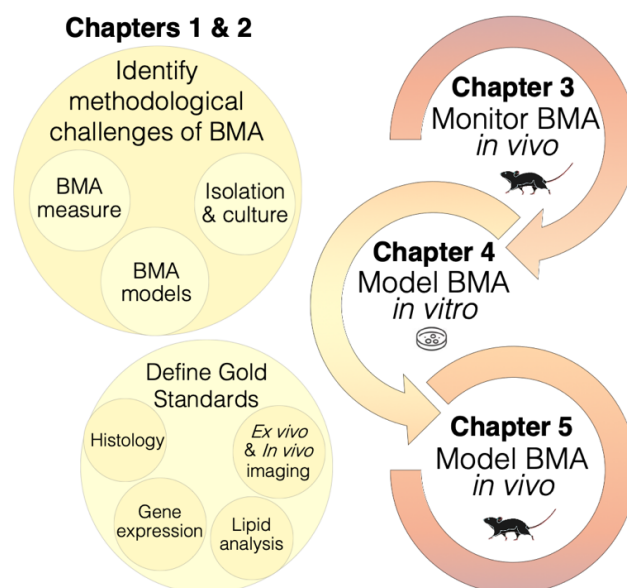 Chapters 1 & 2
Identify
methodological
challenges of BMA
BMA
measure
Isolation
& culture
BMA
models
Define Gold
Standards
Histology
Ex vivo
& In vivo
imaging
Gene
expression
Lipid
analysis
Chapter 3
Monitor BMA
in vivo
Chapter 4
Model BMA
in vitro
Chapter 5
Model BMA
in vivo